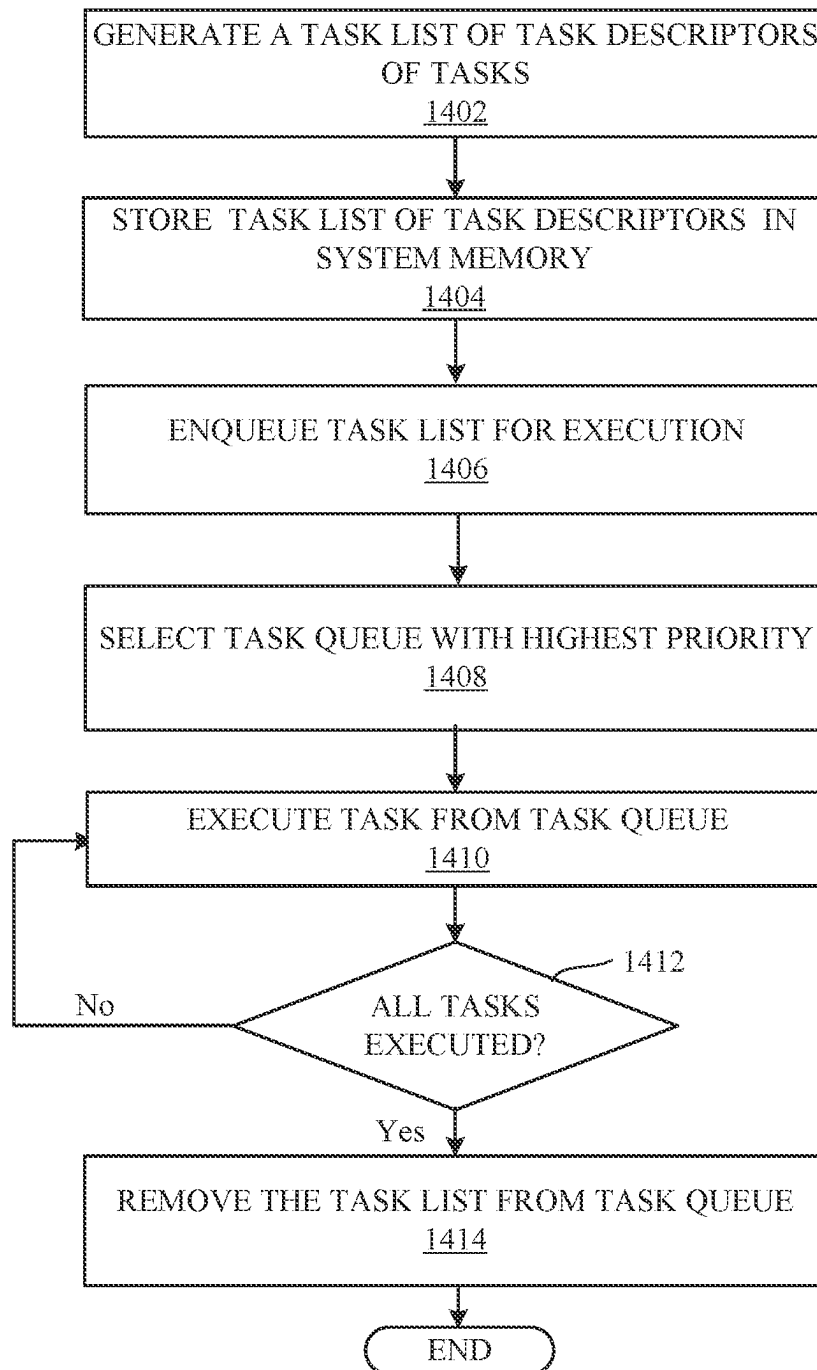 GENERATE A TASK LIST OF TASK DESCRIPTORS
OF TASKS
1402
STORE TASK LIST OF TASK DESCRIPTORS IN
SYSTEM MEMORY
1404
ENQUEUE TASK LIST FOR EXECUTION
1406
SELECT TASK QUEUE WITH HIGHEST PRIORITY
1408
EXECUTE TASK FROM TASK QUEUE
1410
1412
No
ALL TASKS
EXECUTED?
Yes
REMOVE THE TASK LIST FROM TASK QUEUE
1414
END